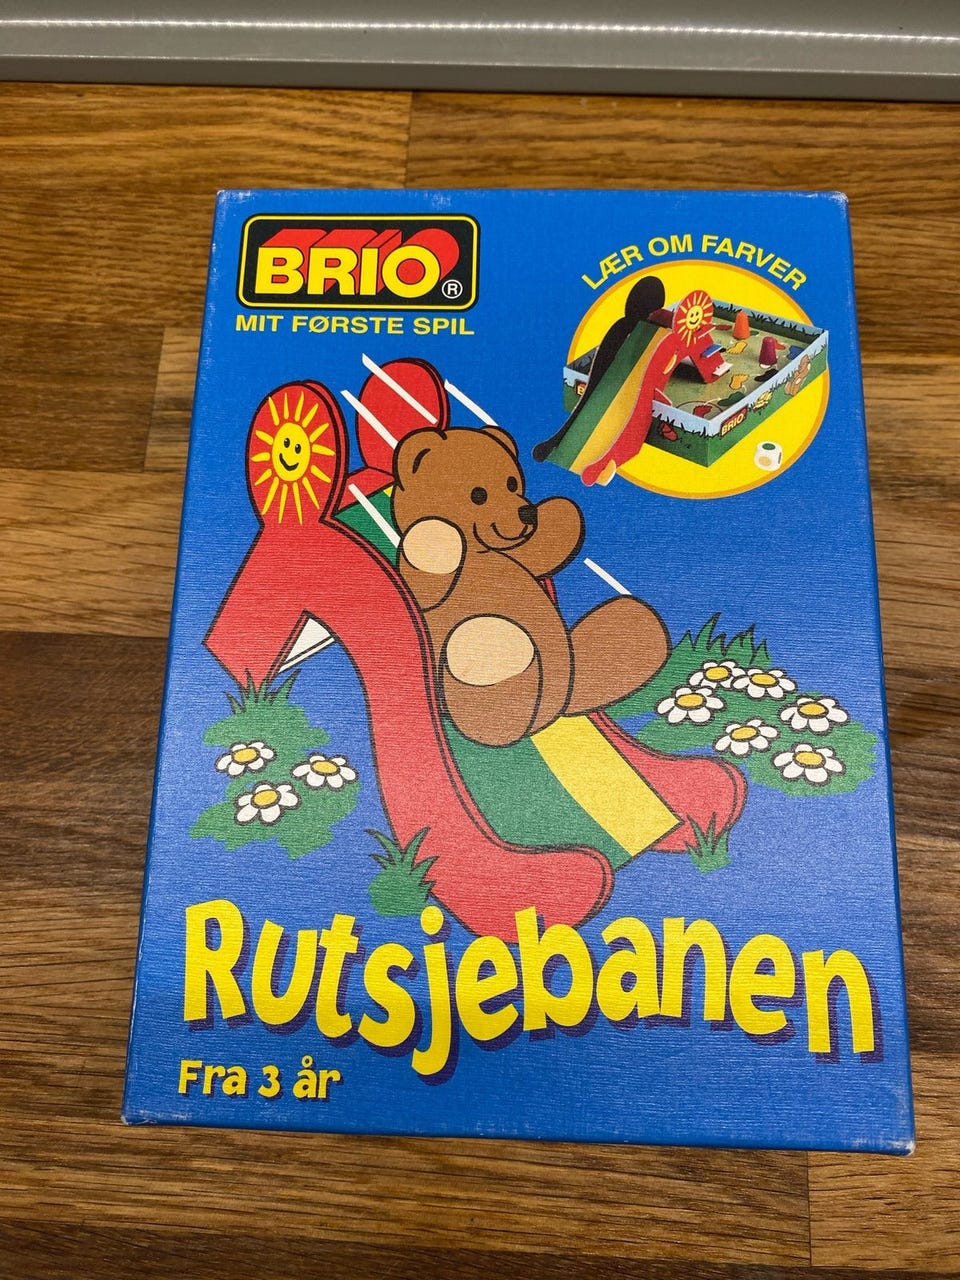 BRIO®
MIT FØRSTE SPIL
LÆR OM FARVER
BRIO
Rutsjebanen
Fra 3 år